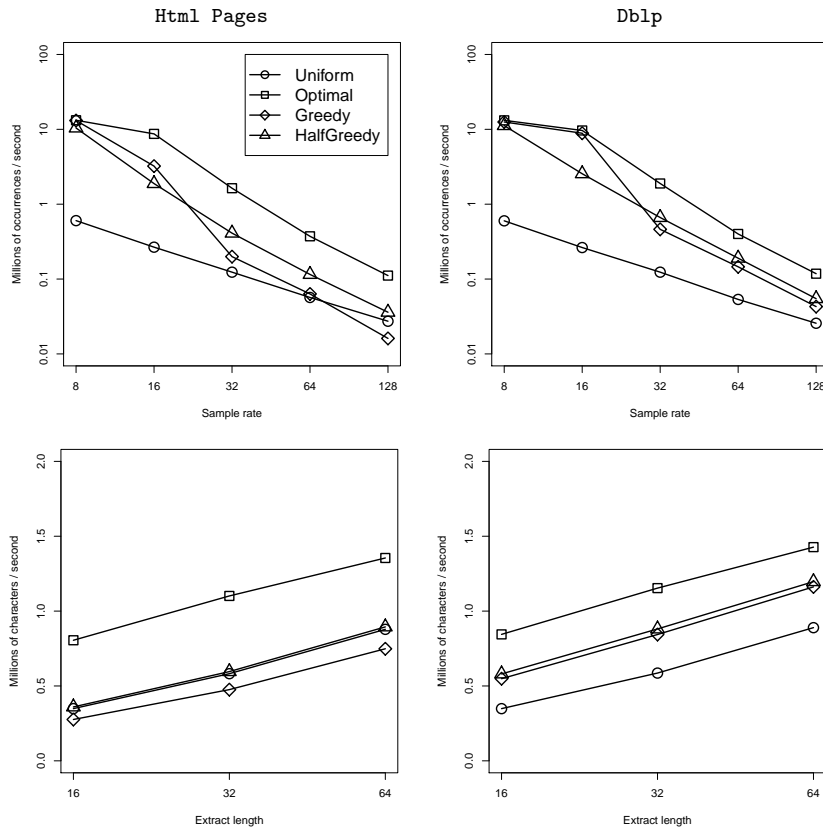 Html Pages
Dblp
Millions of occurrences / second
100
10
1
0.1
0.01
Uniform
Optimal
Greedy
HalfGreedy
8 16 32 64 128
Sample rate
Millions of occurrences / second
100
10
1
0.1
0.01
8 16 32 64 128
Sample rate
Millions of characters / second
2.0
1.5
1.0
0.5
0.0
16 32 64
Extract length
Millions of characters / second
2.0
1.5
1.0
0.5
0.0
16 32 64
Extract length